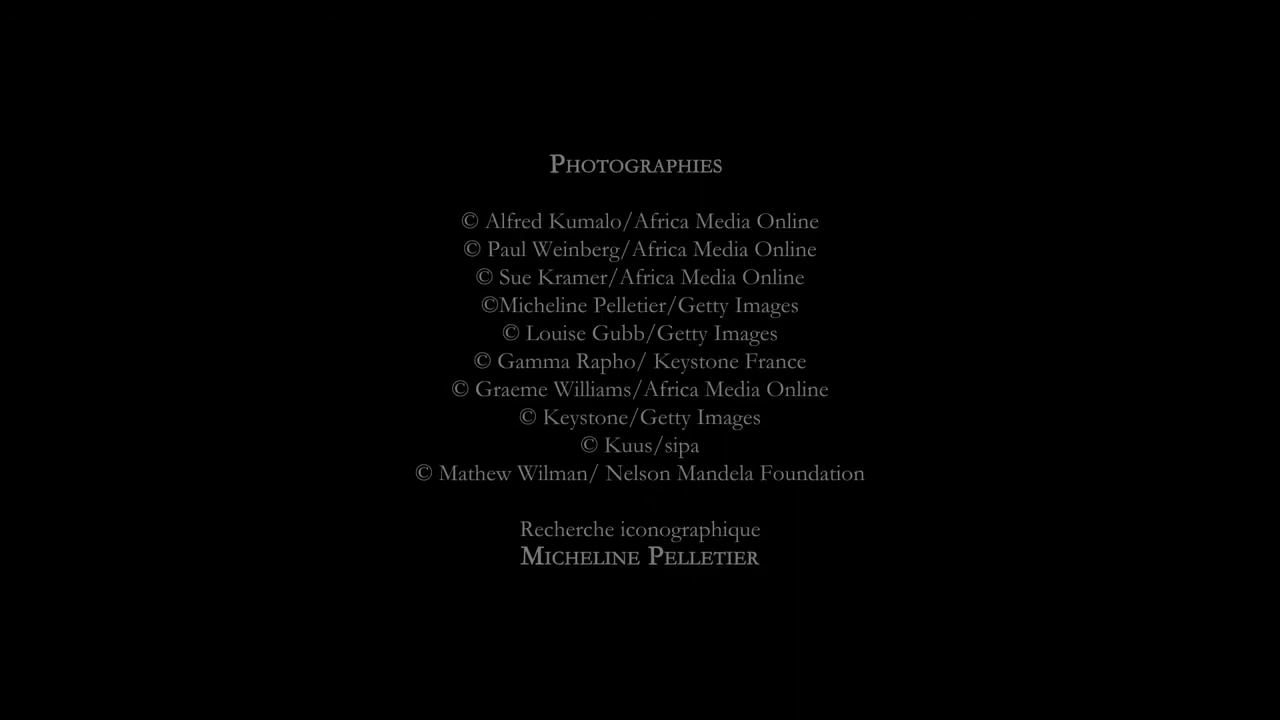 PHOTOGRAPHIES
© Alfred Kumalo/Africa Media Online
© Paul Weinberg/Africa Media Online
© Sue Kramer/Africa Media Online
©Micheline Pelletier/Getty Images
© Louise Gubb/Getty Images
© Gamma Rapho/ Keystone France
© Graeme Williams/Africa Media Online
© Keystone/Getty Images
© Kuus/sipa
© Mathew Wilman/ Nelson Mandela Foundation
Recherche iconographique
MICHELINE PELLETIER